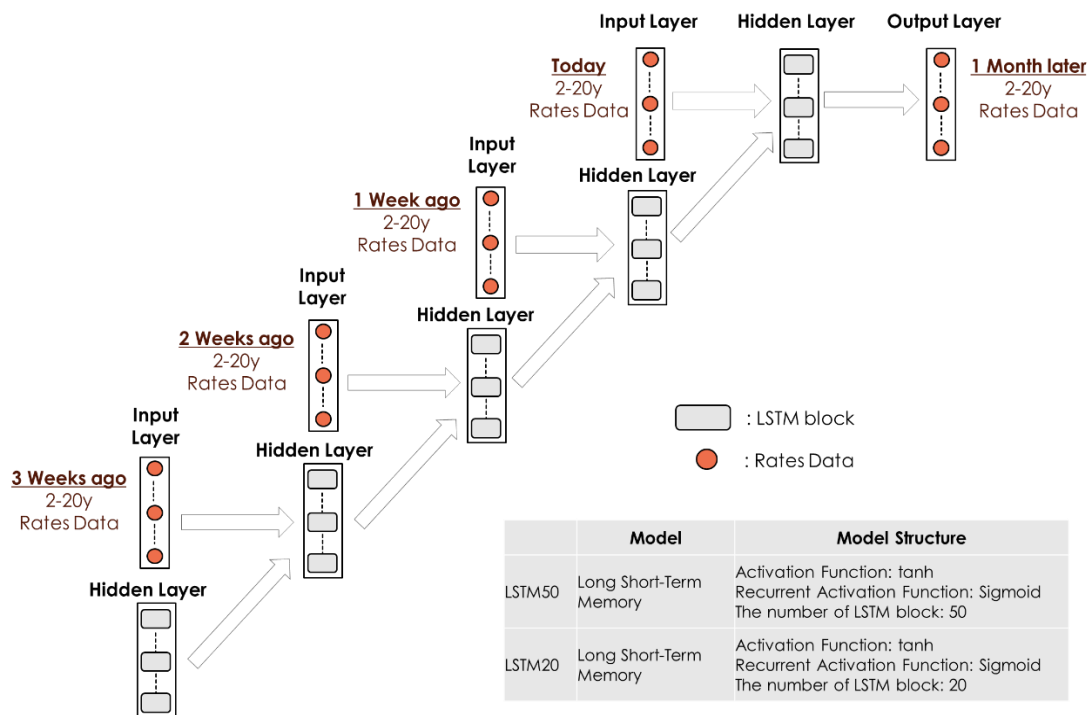 Input Layer
Hidden Layer
Output Layer
Today
2-20y
Rates Data
1 Month later
2-20y
Rates Data
Input
Layer
Hidden Layer
1 Week ago
2-20y
Rates Data
Input
Layer
Hidden Layer
2 Weeks ago
2-20y
Rates Data
Input
Layer
Hidden Layer
3 Weeks ago
2-20y
Rates Data
Hidden Layer
: LSTM block
: Rates Data
Model
Model Structure
LSTM50
Long Short-Term
Memory
Activation Function: tanh
Recurrent Activation Function: Sigmoid
The number of LSTM block: 50
LSTM20
Long Short-Term
Memory
Activation Function: tanh
Recurrent Activation Function: Sigmoid
The number of LSTM block: 20